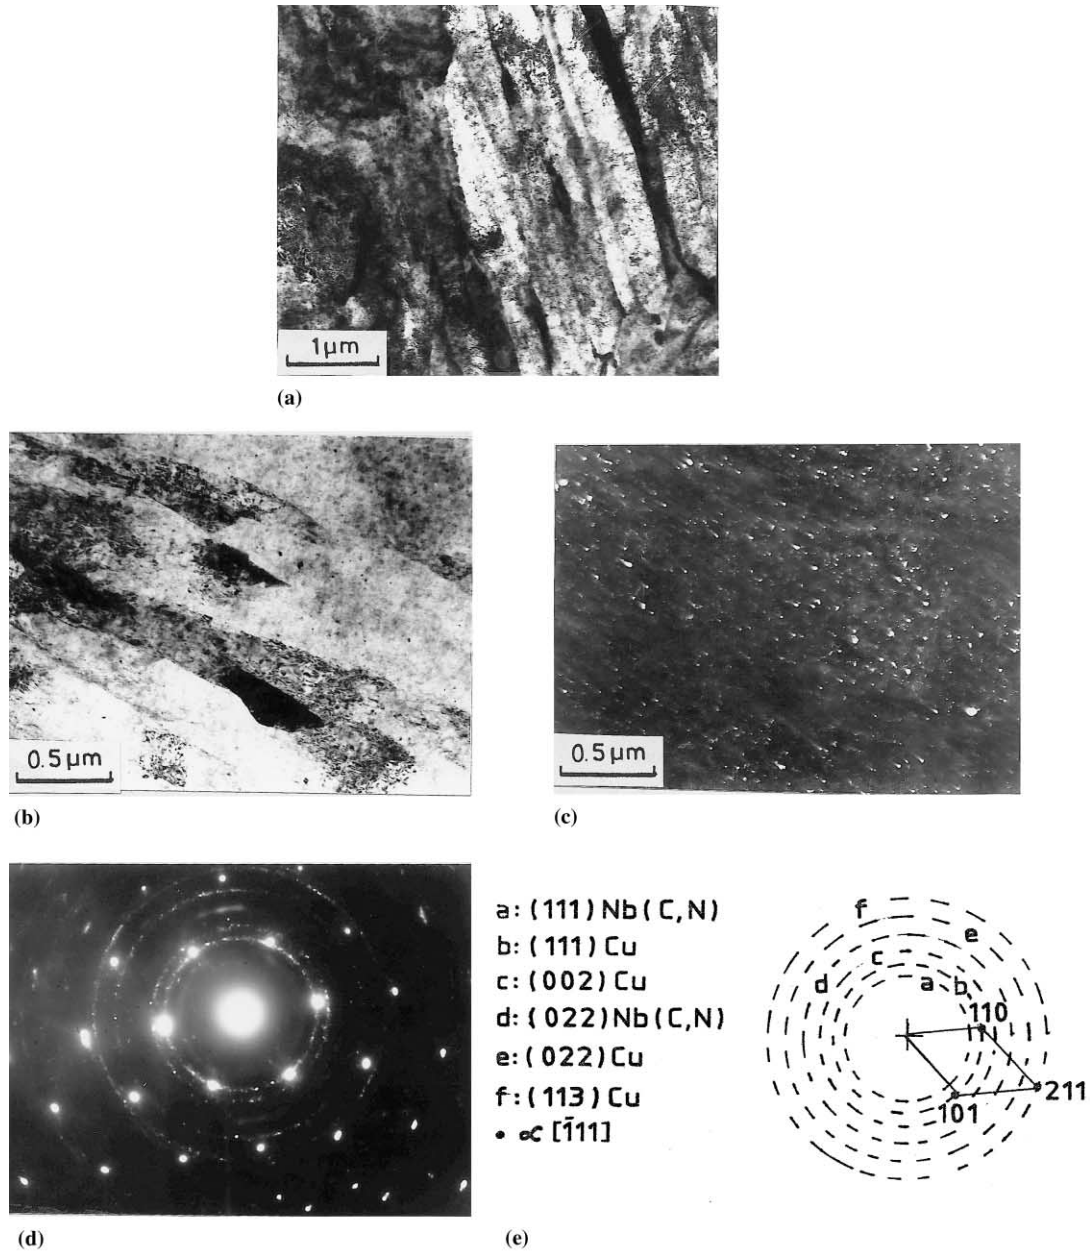 1μm
(a)
0.5μm
(b)
0.5μm
(c)
a: (111) Nb(C,N)
b: (111) Cu
c: (002) Cu
d: (022) Nb(C,N)
e: (022) Cu
f: (113) Cu
• ∝ [1̄11]
f
e
c
d
a
b
110
101
211
(d)
(e)